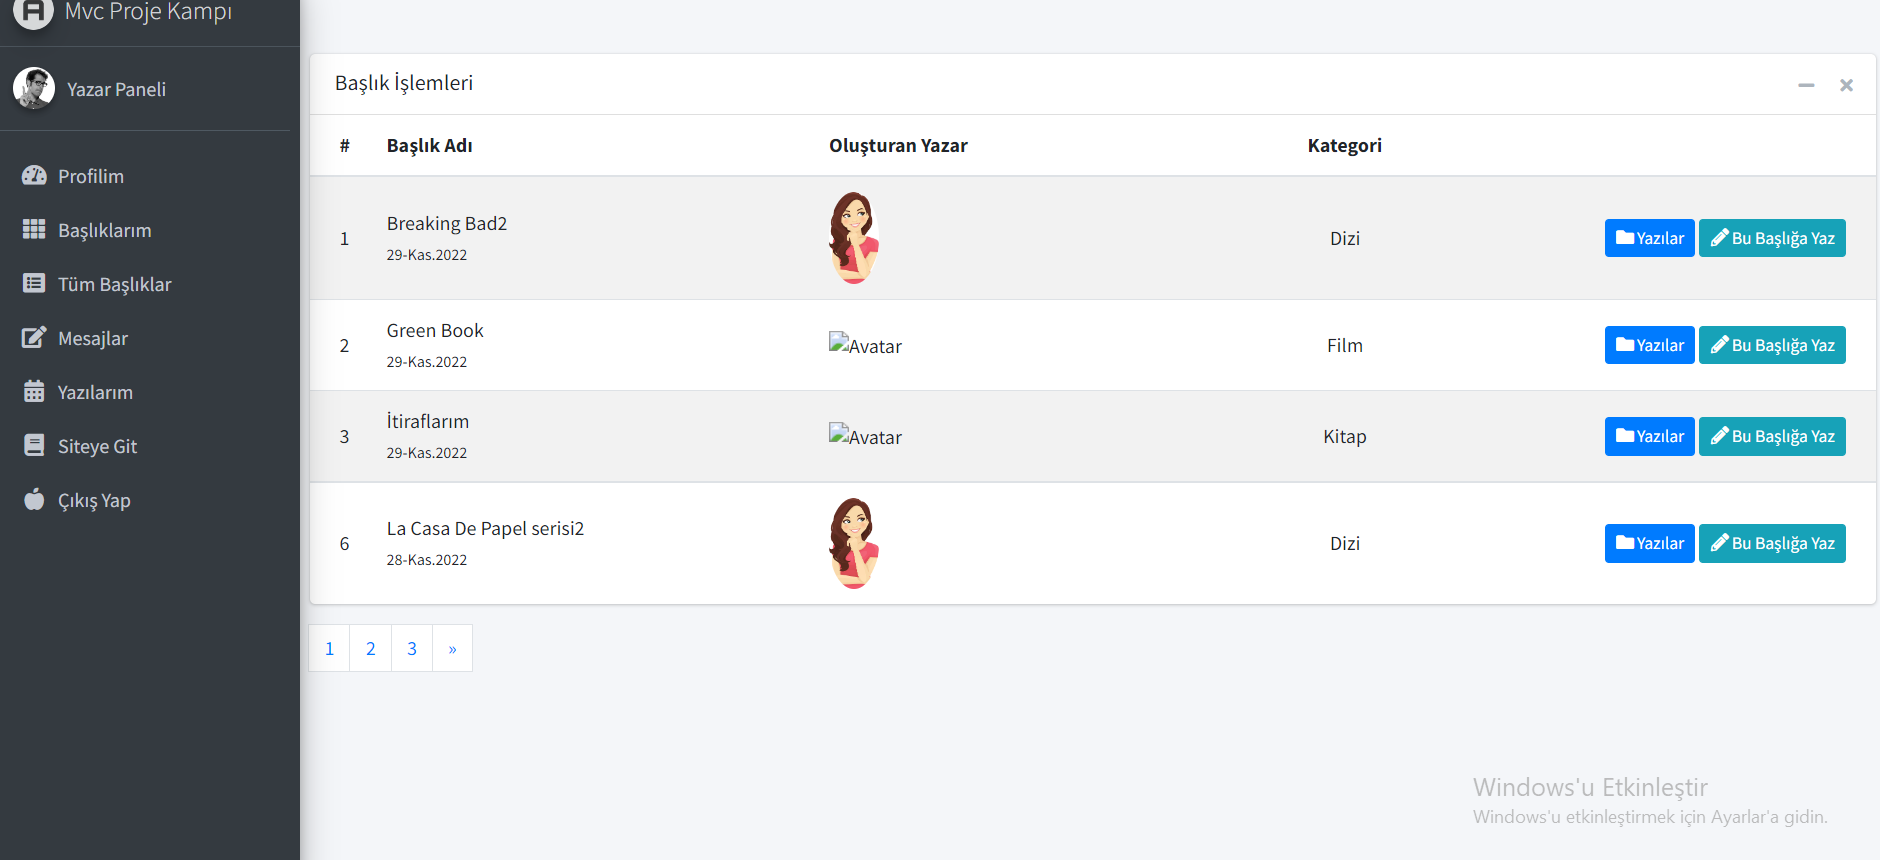 Mvc Proje Kampı
Yazar Paneli
Profilim
Başlıklarım
Tüm Başlıklar
Mesajlar
Yazılarım
Siteye Git
Çıkış Yap
Başlık İşlemleri
# Başlık Adı Oluşturan Yazar Kategori
1 Breaking Bad2 Dizi Yazılar Bu Başlığa Yaz
29-Kas.2022
2 Green Book Avatar Film Yazılar Bu Başlığa Yaz
29-Kas.2022
3 İtiraflarım Avatar Kitap Yazılar Bu Başlığa Yaz
29-Kas.2022
6 La Casa De Papel serisi2 Dizi Yazılar Bu Başlığa Yaz
28-Kas.2022
1 2 3 »
Windows'u Etkinleştir
Windows'u etkinleştirmek için Ayarlar'a gidin.